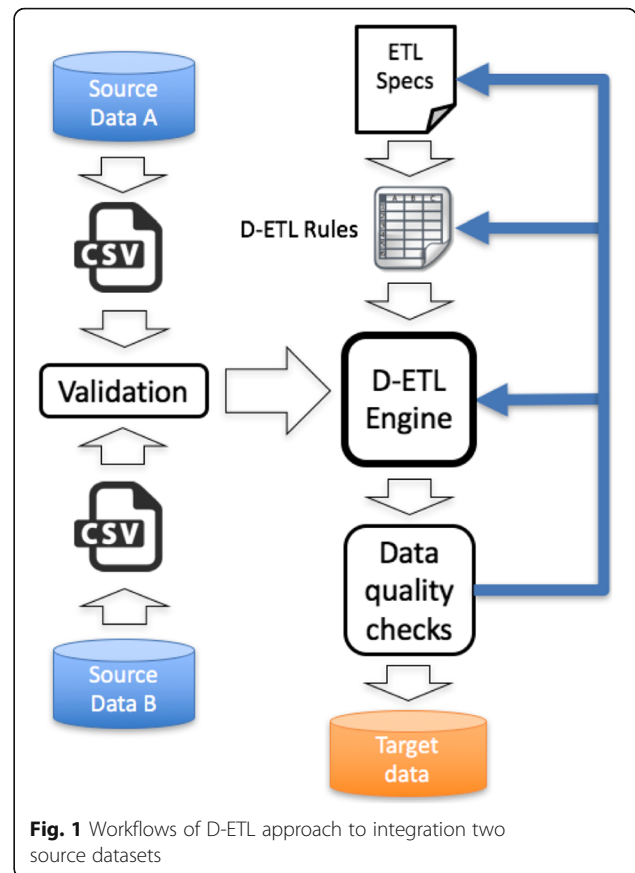 Source
Data A
CSV
Validation
CSV
Source
Data B
ETL
Specs
D-ETL Rules
A B C
D-ETL
Engine
Data
quality
checks
Target
data
Fig. 1 Workflows of D-ETL approach to integration two
source datasets